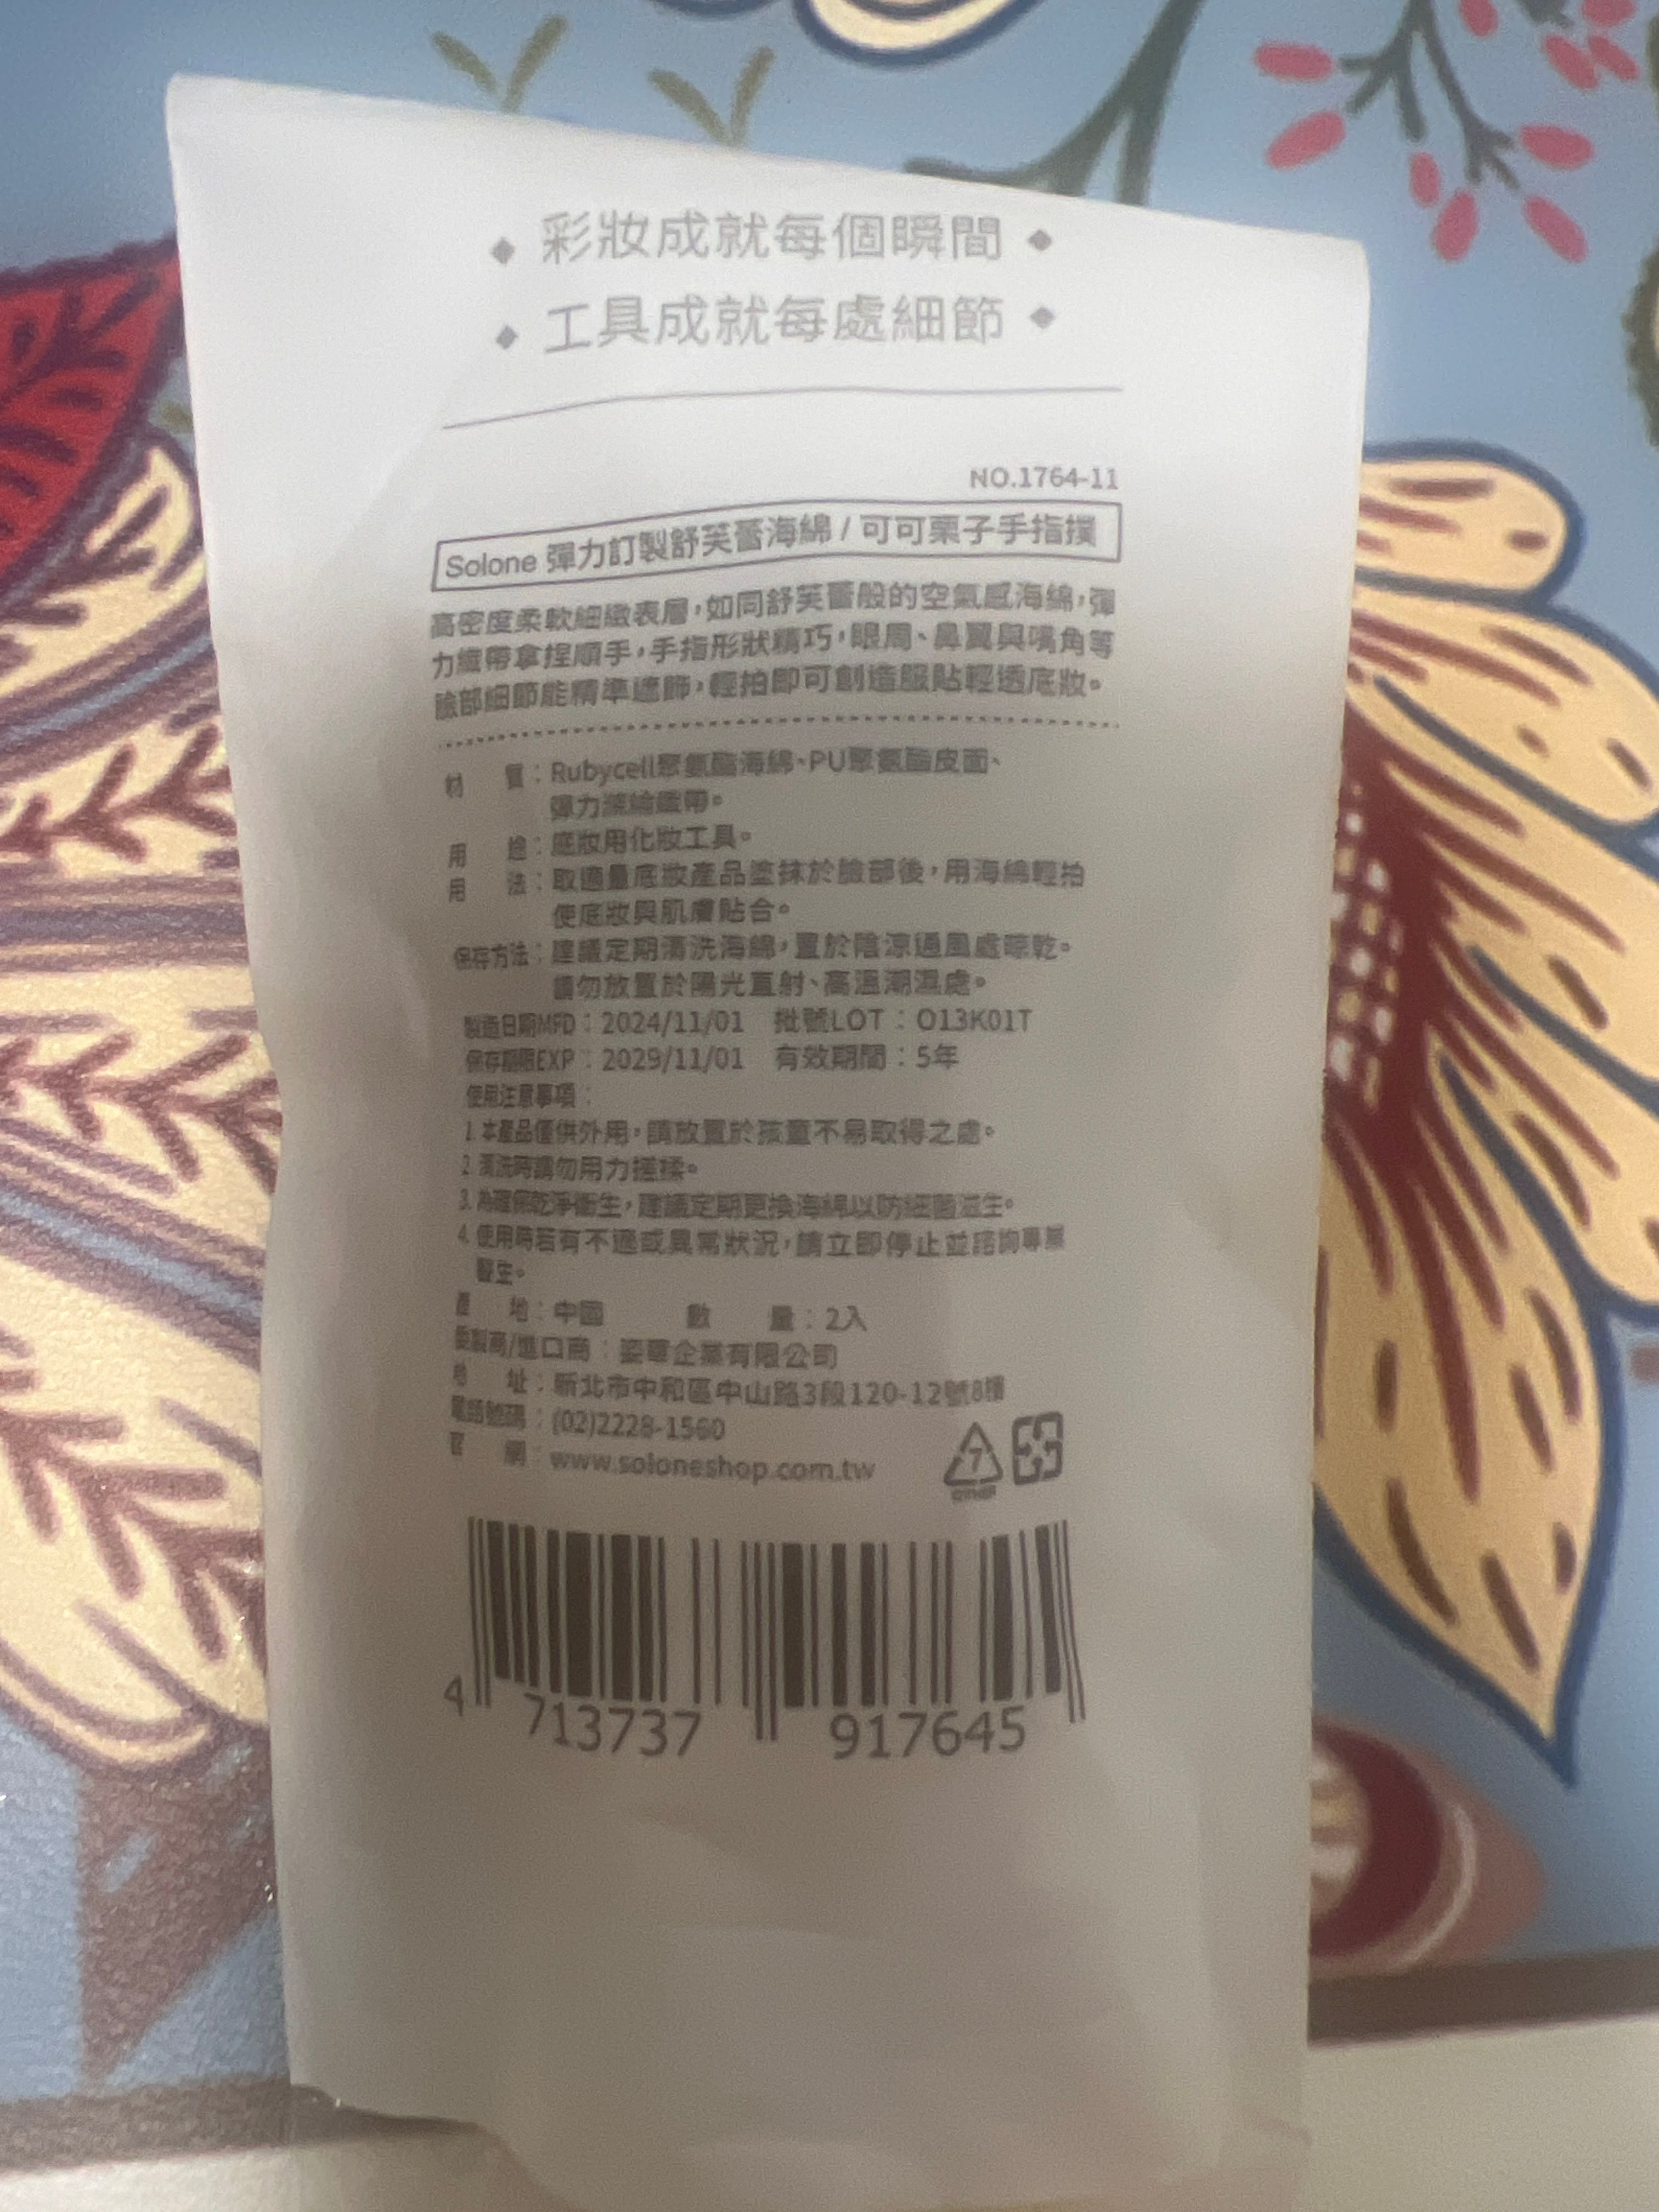 ◆ 彩妝成就每個瞬間 ◆
◆ 工具成就每處細節 ◆
NO.1764-11
Solone 彈力訂製舒芙蕾海綿 / 可可栗子手指撲
高密度柔軟細緻表層，如同舒芙蕾般的空氣感海綿，彈
力織帶拿捏順手，手指形狀精巧，眼周、鼻翼與嘴角等
臉部細節能精準遮飾，輕拍即可創造服貼輕透底妝。
材 質：Rubycell聚氨酯海綿、PU聚氨酯皮面、
彈力滌綸織帶。
用 途：底妝用化妝工具。
用 法：取適量底妝產品塗抹於臉部後，用海綿輕拍
使底妝與肌膚貼合。
保存方法：建議定期清洗海綿，置於陰涼通風處晾乾。
請勿放置於陽光直射、高溫潮濕處。
製造日期MFD：2024/11/01 批號LOT：O13K01T
保存期限EXP：2029/11/01 有效期間：5年
使用注意事項：
1. 本產品僅供外用，請放置於孩童不易取得之處。
2. 清洗時請勿用力搓揉。
3. 為確保乾淨衛生，建議定期更換海綿以防細菌滋生。
4. 使用時若有不適或異常狀況，請立即停止並諮詢專業
醫生。
產 地：中國 數 量：2入
委製商/進口商：姿華企業有限公司
地 址：新北市中和區中山路3段120-12號8樓
電話號碼：(02)2228-1560
官 網：www.soloneshop.com.tw
7
OTHER
4 713737 917645